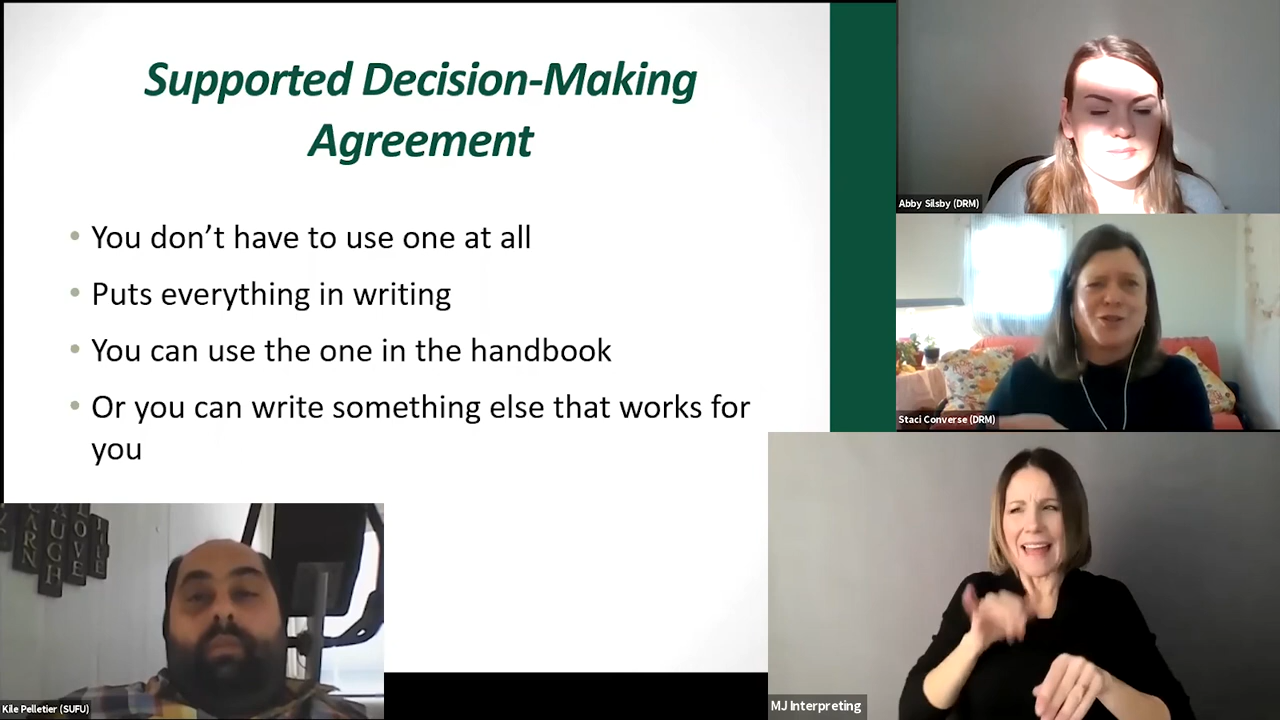 Supported Decision-Making
Agreement
• You don’t have to use one at all
• Puts everything in writing
• You can use the one in the handbook
• Or you can write something else that works for
you
Abby Silsby (DRM)
Staci Converse (DRM)
LAUGH
LOVE
Kile Pelletier (SUFU)
MJ Interpreting